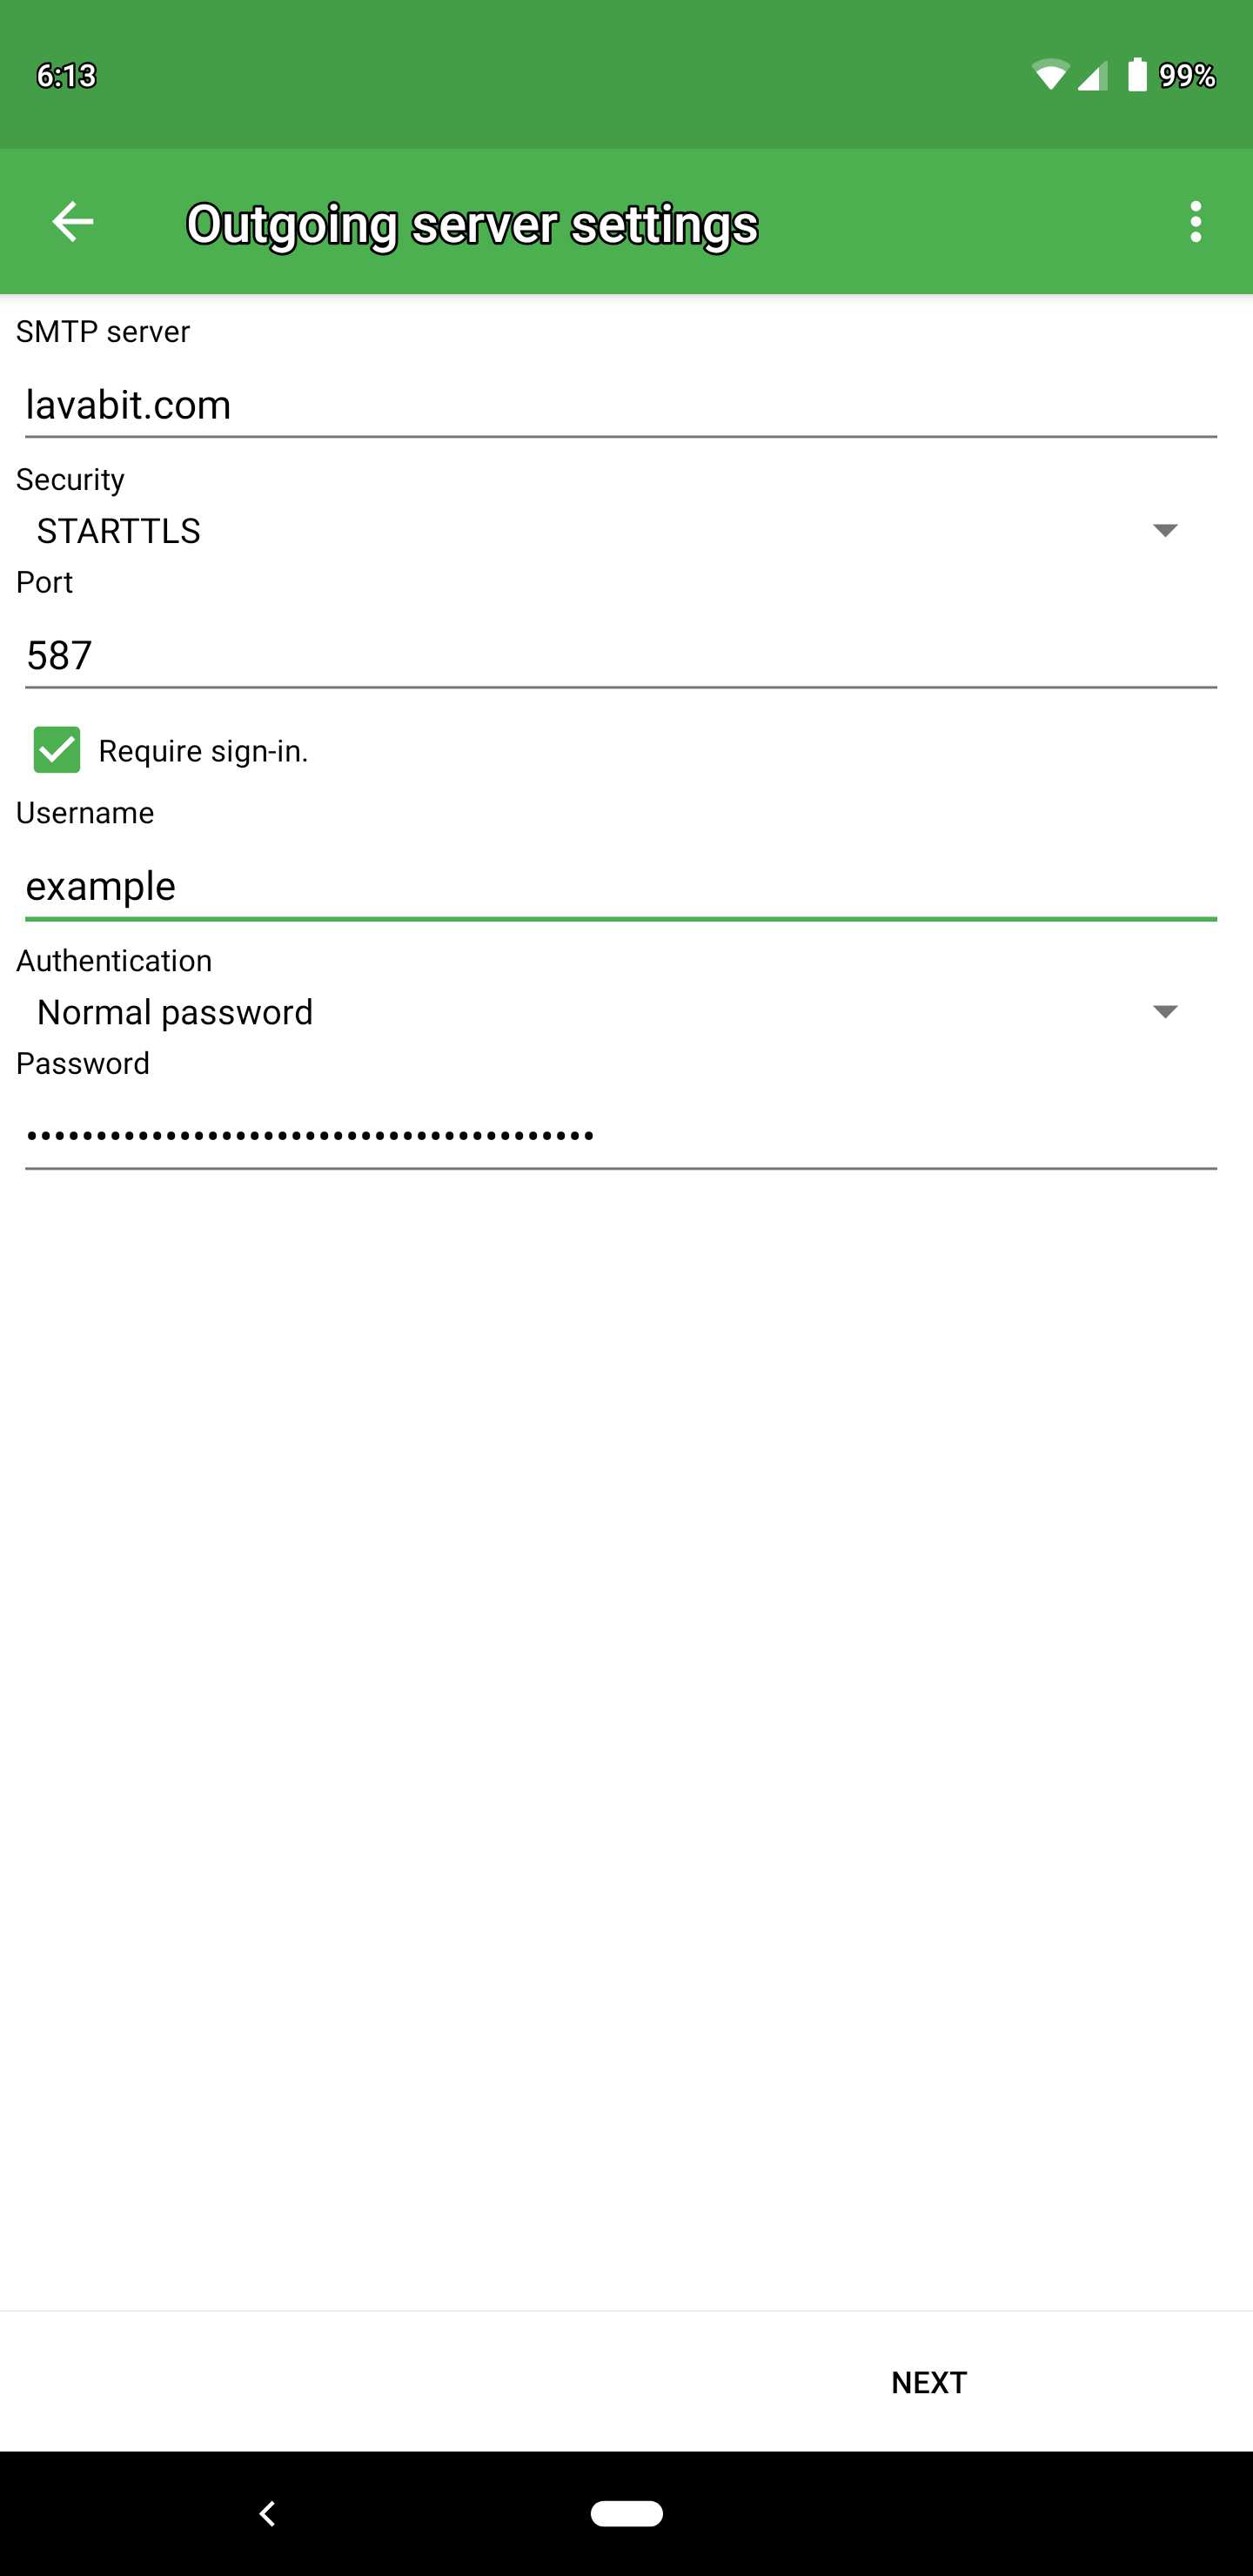 6:13
99%
Outgoing server settings
SMTP server
lavabit.com
Security
STARTTLS
Port
587
Require sign-in.
Username
example
Authentication
Normal password
Password
•••••••••••••••••••••••••••••••••••••••••
NEXT